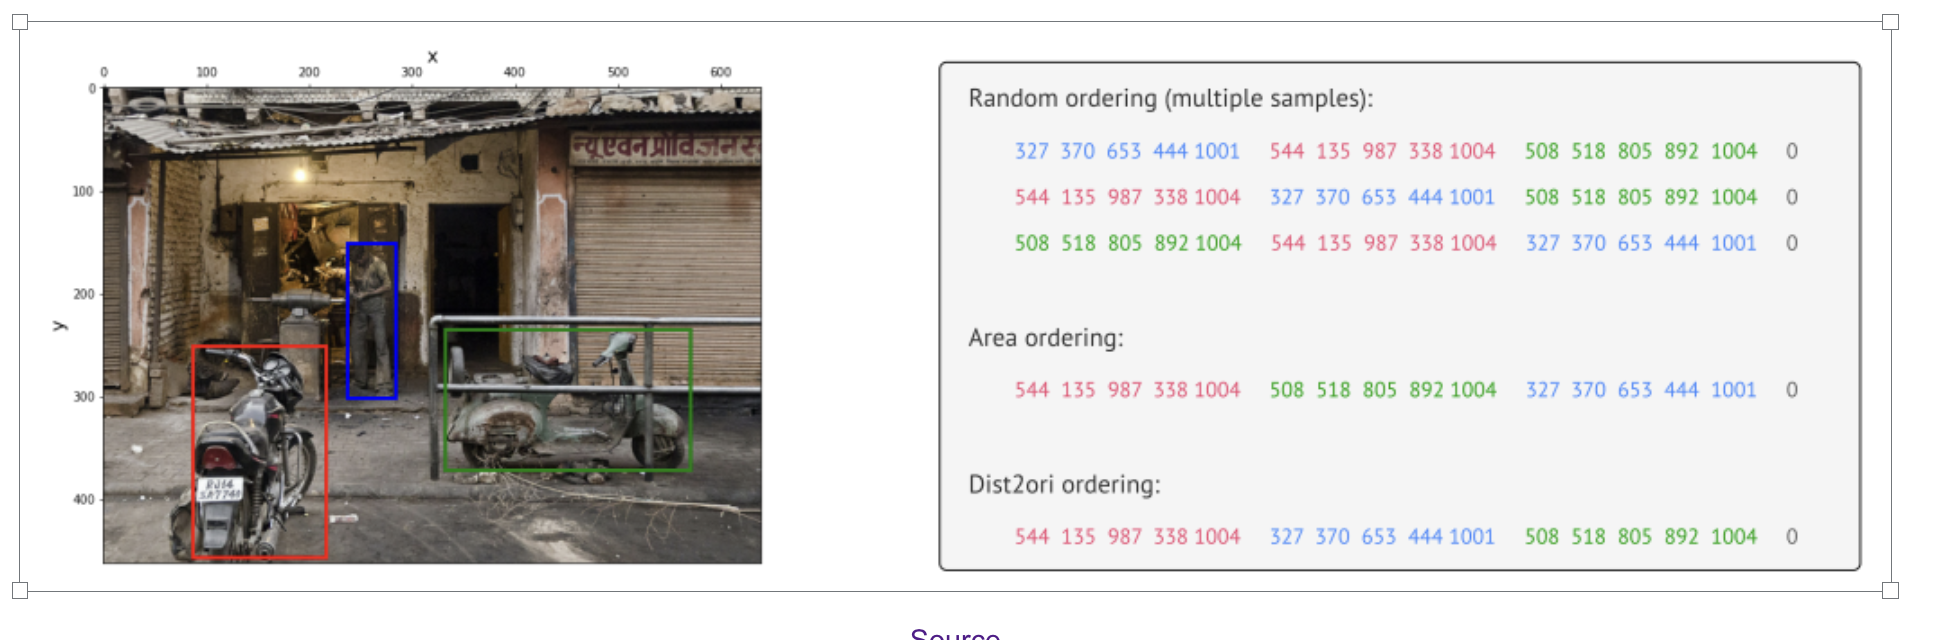 x
0 100 200 300 400 500 600
0
100
200
300
400
y
न्यू एवन प्रोविजन स
RJ14
Random ordering (multiple samples):
327 370 653 444 1001 544 135 987 338 1004 508 518 805 892 1004 0
544 135 987 338 1004 327 370 653 444 1001 508 518 805 892 1004 0
508 518 805 892 1004 544 135 987 338 1004 327 370 653 444 1001 0
Area ordering:
544 135 987 338 1004 508 518 805 892 1004 327 370 653 444 1001 0
Dist2ori ordering:
544 135 987 338 1004 327 370 653 444 1001 508 518 805 892 1004 0
Source